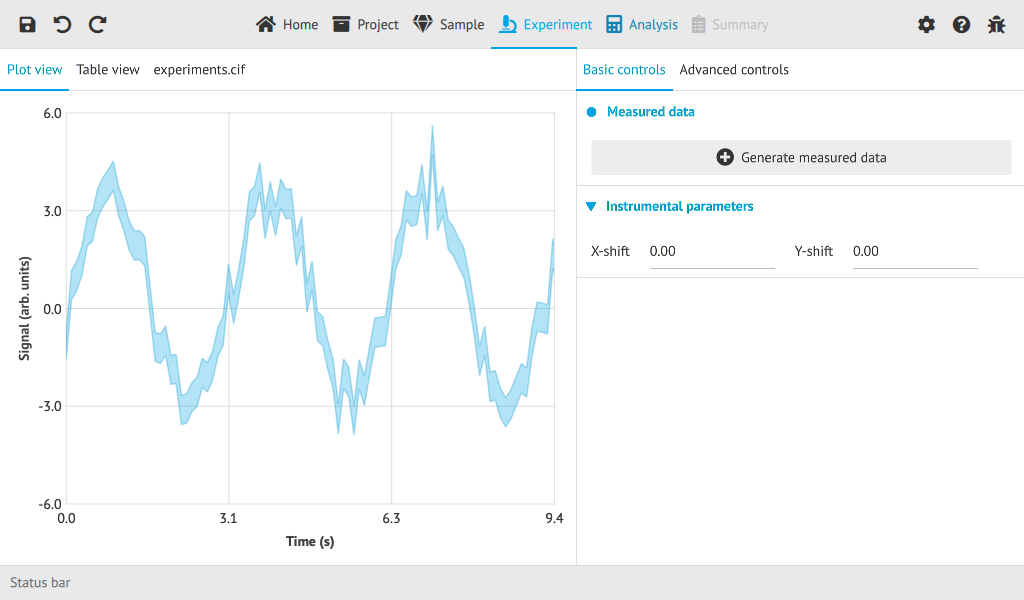 Home Project Sample Experiment Analysis Summary
Plot view Table view experiments.cif
Basic controls Advanced controls
6.0
3.0
0.0
-3.0
-6.0
Signal (arb. units)
0.0 3.1 6.3 9.4
Time (s)
Measured data
Generate measured data
Instrumental parameters
X-shift 0.00 Y-shift 0.00
Status bar